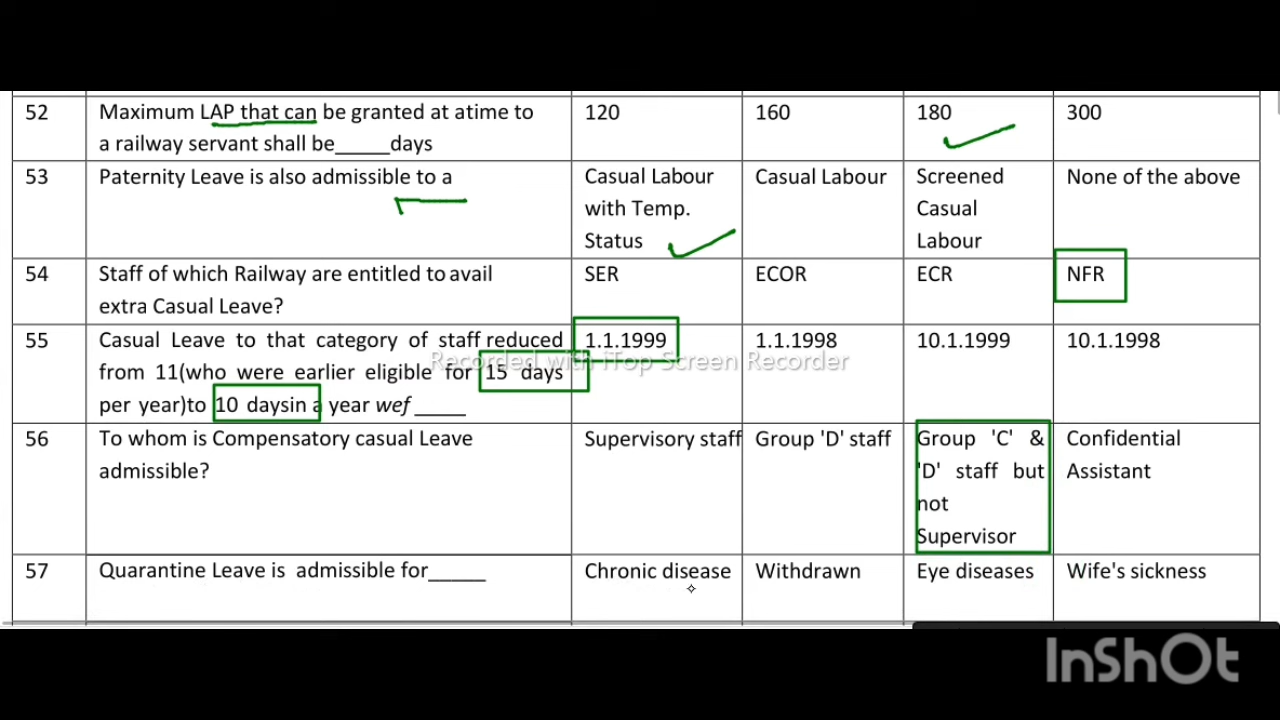 52 Maximum LAP that can be granted at atime to a railway servant shall be_____days 120 160 180 300
53 Paternity Leave is also admissible to a Casual Labour with Temp. Status Casual Labour Screened Casual Labour None of the above
54 Staff of which Railway are entitled to avail extra Casual Leave? SER ECOR ECR NFR
55 Casual Leave to that category of staff reduced from 11(who were earlier eligible for 15 days per year)to 10 daysin a year wef _____ 1.1.1999 1.1.1998 10.1.1999 10.1.1998
Recorded with iTop Screen Recorder
56 To whom is Compensatory casual Leave admissible? Supervisory staff Group 'D' staff Group 'C' & 'D' staff but not Supervisor Confidential Assistant
57 Quarantine Leave is admissible for_____ Chronic disease Withdrawn Eye diseases Wife's sickness
InShOt